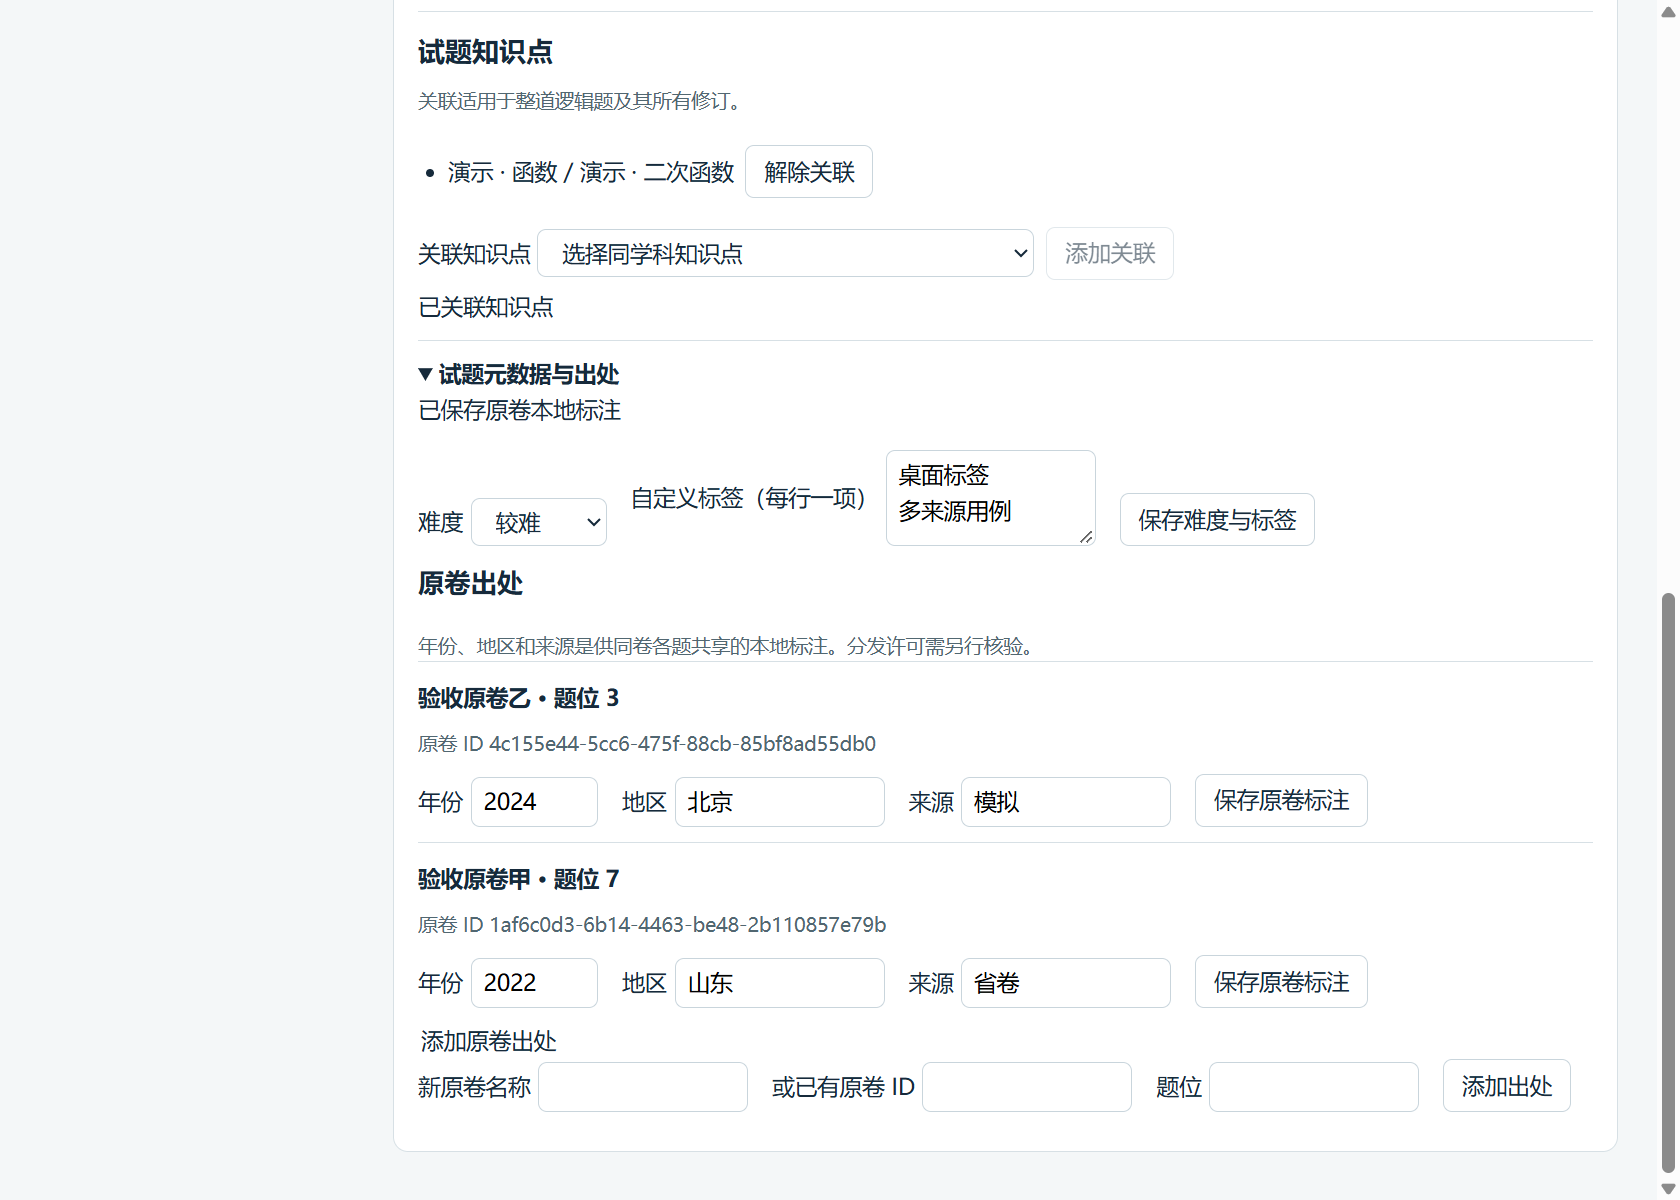 试题知识点
关联适用于整道逻辑题及其所有修订。
• 演示 · 函数 / 演示 · 二次函数 解除关联
关联知识点 选择同学科知识点 添加关联
已关联知识点
▼ 试题元数据与出处
已保存原卷本地标注
桌面标签
多来源用例
难度 较难 自定义标签（每行一项） 保存难度与标签
原卷出处
年份、地区和来源是供同卷各题共享的本地标注。分发许可需另行核验。
验收原卷乙 • 题位 3
原卷 ID 4c155e44-5cc6-475f-88cb-85bf8ad55db0
年份 2024 地区 北京 来源 模拟 保存原卷标注
验收原卷甲 • 题位 7
原卷 ID 1af6c0d3-6b14-4463-be48-2b110857e79b
年份 2022 地区 山东 来源 省卷 保存原卷标注
添加原卷出处
新原卷名称 或已有原卷 ID 题位 添加出处